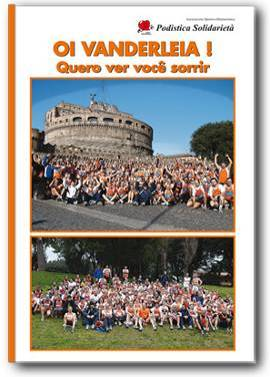 Podistica Solidarietà
OI VANDERLEIA !
Quero ver você sorrir